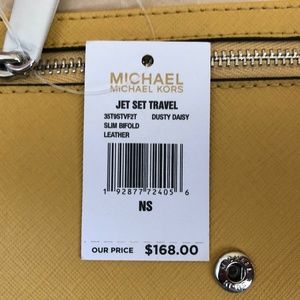 MICHAEL
MICHAEL KORS
JET SET TRAVEL
35T9STVF2T DUSTY DAISY
SLIM BIFOLD
LEATHER
1 92877 72405 6
NS
OUR PRICE $168.00